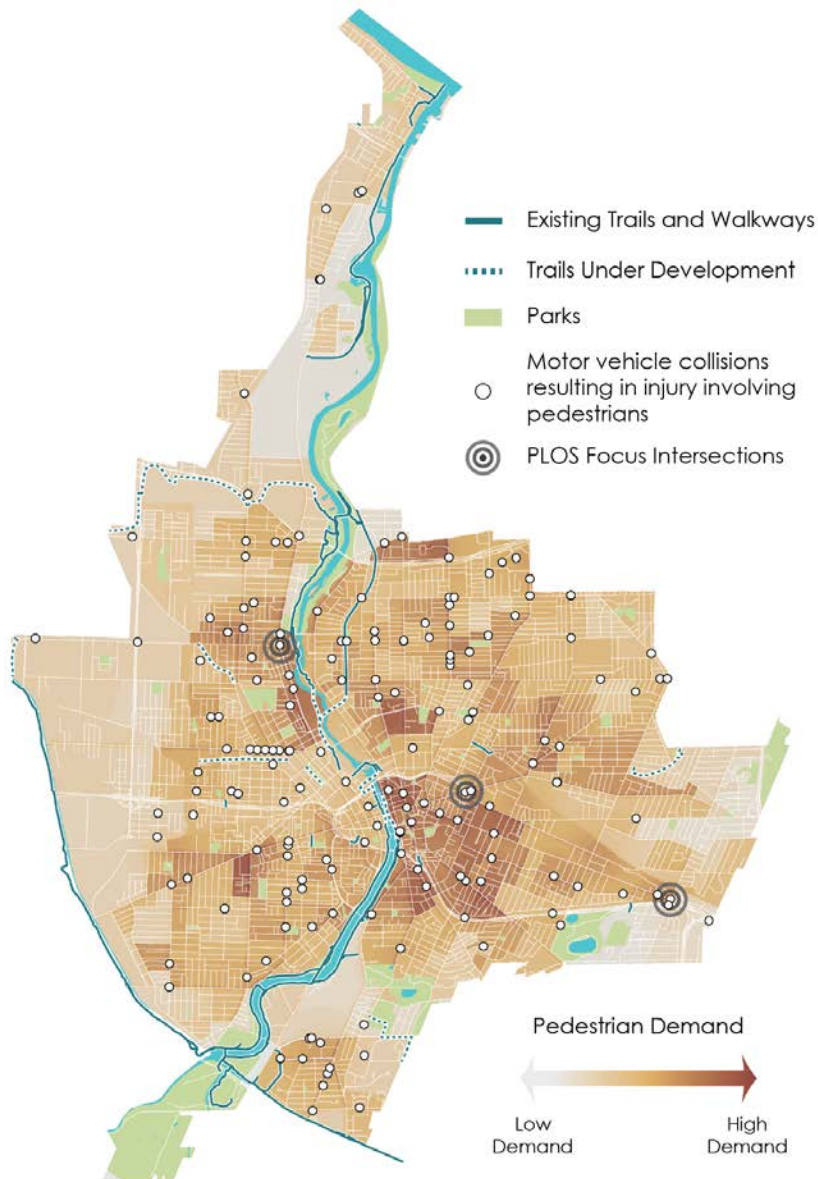 Existing Trails and Walkways
Trails Under Development
Parks
Motor vehicle collisions
resulting in injury involving
pedestrians
PLOS Focus Intersections
Pedestrian Demand
Low
Demand
High
Demand